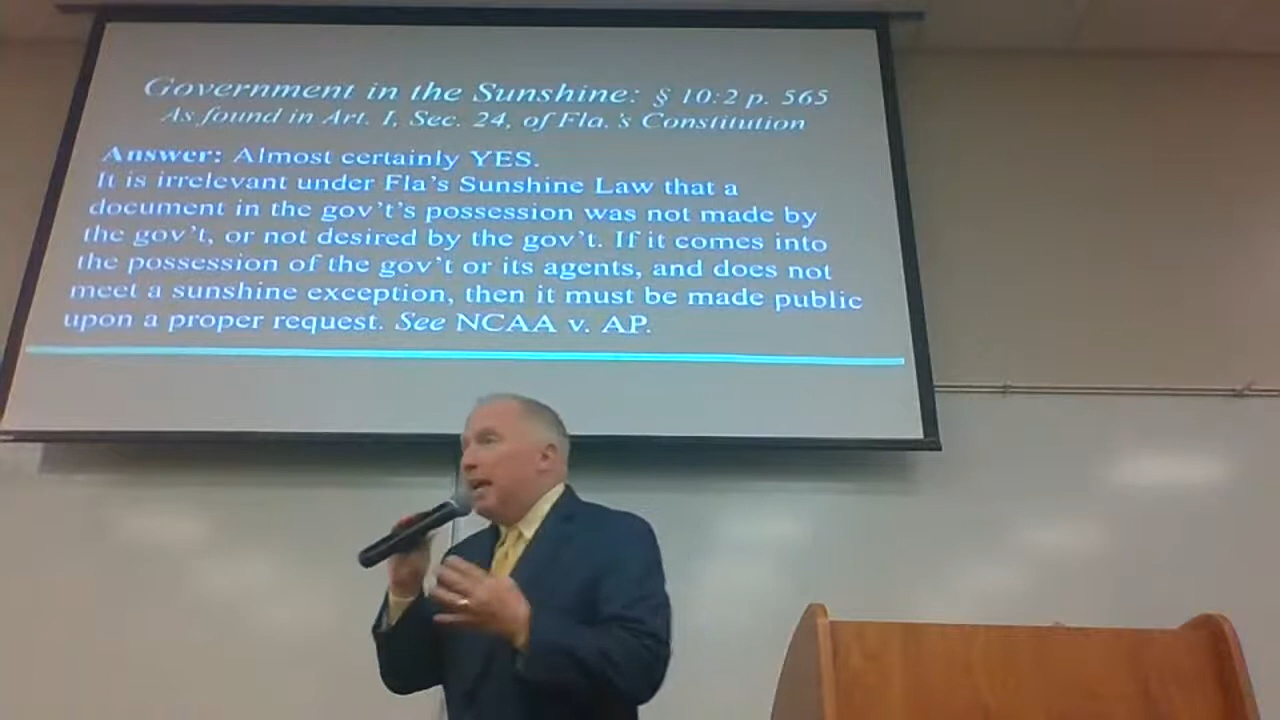 Government in the Sunshine: § 10:2 p. 565
As found in Art. I, Sec. 24, of Fla.'s Constitution
Answer: Almost certainly YES.
It is irrelevant under Fla's Sunshine Law that a
document in the gov't's possession was not made by
the gov't, or not desired by the gov't. If it comes into
the possession of the gov't or its agents, and does not
meet a sunshine exception, then it must be made public
upon a proper request. See NCAA v. AP.